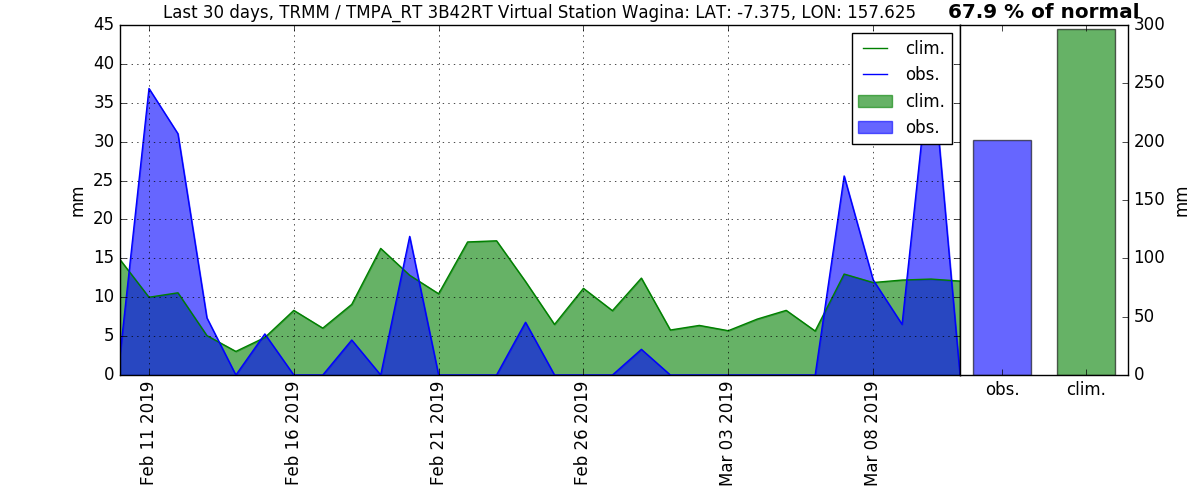 Last 30 days, TRMM / TMPA_RT 3B42RT Virtual Station Wagina: LAT: -7.375, LON: 157.625
67.9 % of normal
45
40
35
30
25
20
15
10
5
0
mm
clim.
obs.
clim.
obs.
Feb 11 2019
Feb 16 2019
Feb 21 2019
Feb 26 2019
Mar 03 2019
Mar 08 2019
300
250
200
150
100
50
0
mm
obs.
clim.